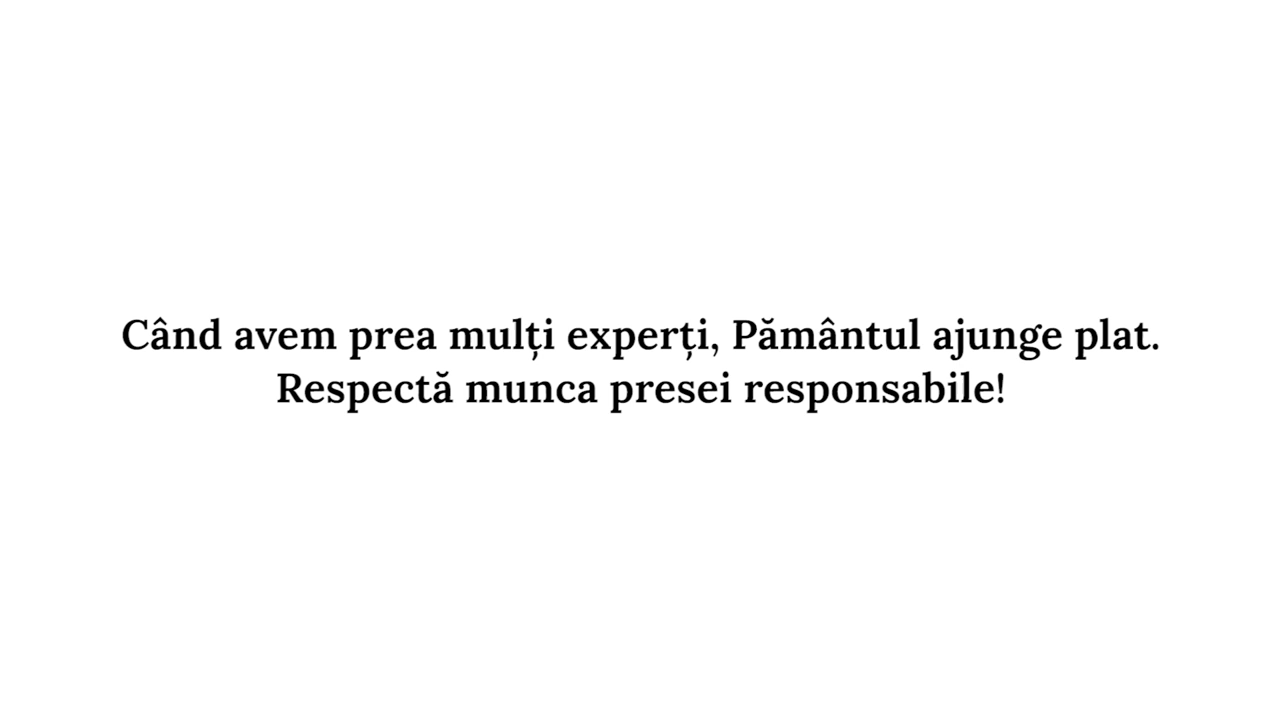 Când avem prea mulți experți, Pământul ajunge plat.
Respectă munca presei responsabile!